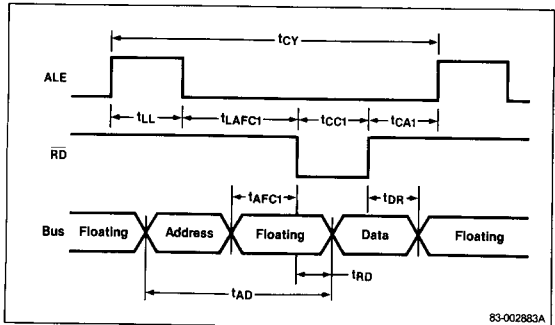 tCY
ALE
tLL tLAFC1 tCC1 tCA1
RD
tAFC1 tDR
Bus Floating Address Floating Data Floating
tRD
tAD
83-002883A